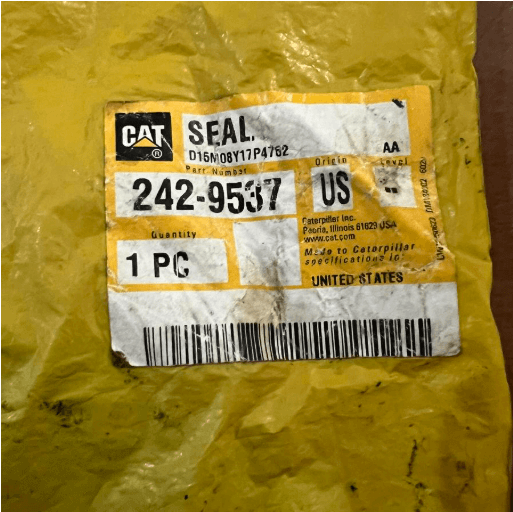 CAT®
SEAL
D15M08Y17P4762
AA
Part Number
Origin
Level
242-9537
US
--
Quantity
1 PC
Caterpillar Inc.
Peoria, Illinois 61629 USA
www.cat.com
Made to Caterpillar
specifications in:
UNITED STATES